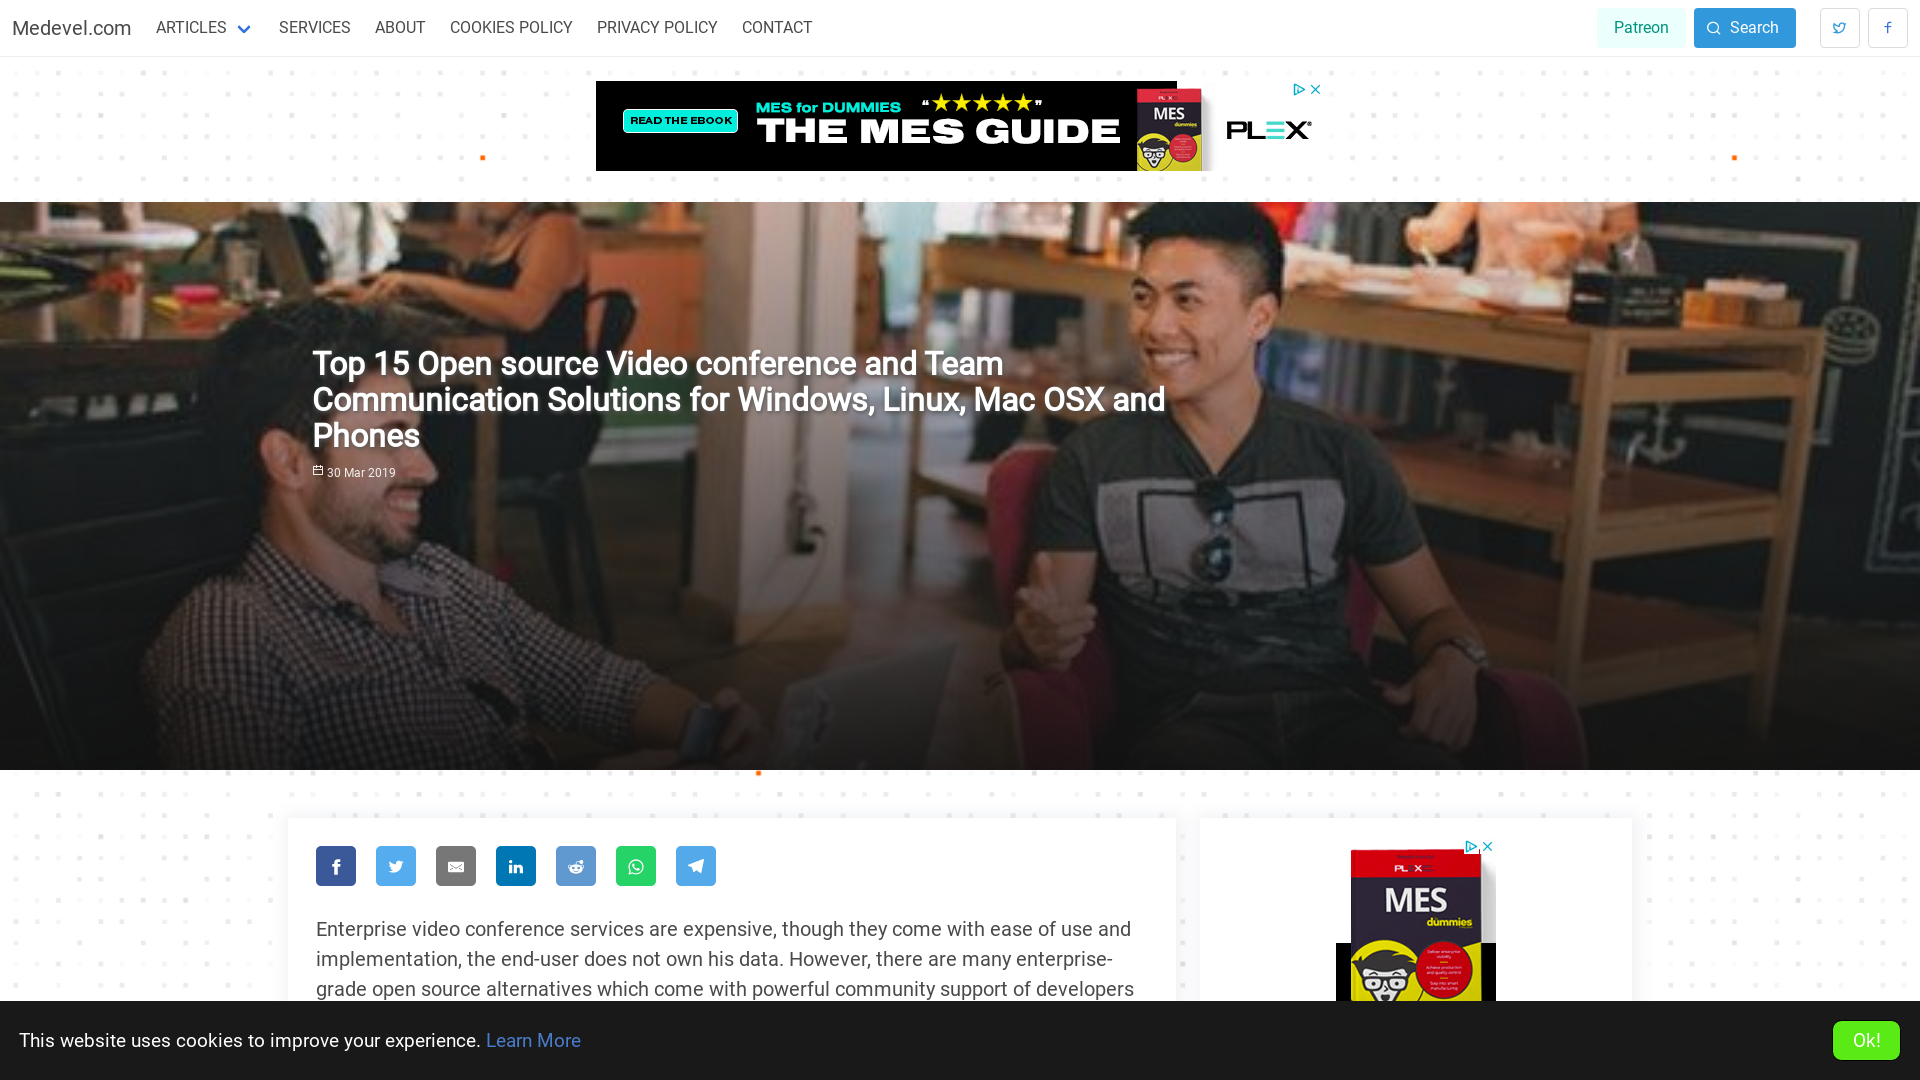 Medevel.com
ARTICLES
SERVICES
ABOUT
COOKIES POLICY
PRIVACY POLICY
CONTACT
Patreon
Search
READ THE EBOOK
MES for DUMMIES
“★★★★★”
THE MES GUIDE
PLEX
MES
dummies
PLEX®
Top 15 Open source Video conference and Team
Communication Solutions for Windows, Linux, Mac OSX and
Phones
30 Mar 2019
Enterprise video conference services are expensive, though they come with ease of use and
implementation, the end-user does not own his data. However, there are many enterprise-
grade open source alternatives which come with powerful community support of developers
PLEX
MES
dummies
This website uses cookies to improve your experience. Learn More
Ok!